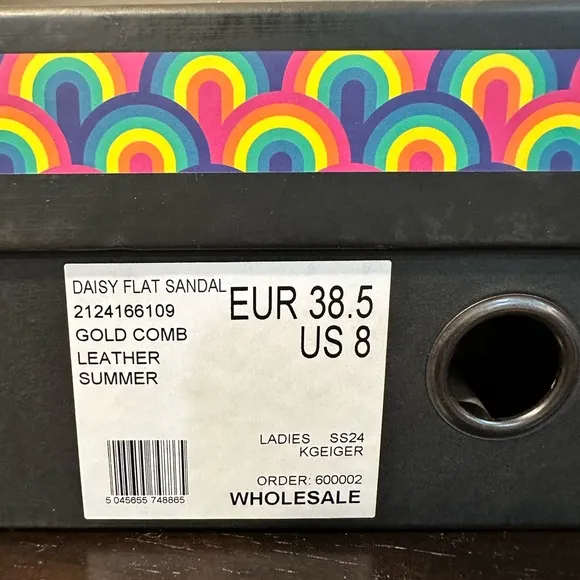 DAISY FLAT SANDAL
2124166109
GOLD COMB
LEATHER
SUMMER
EUR 38.5
US 8
LADIES SS24
KGEIGER
ORDER: 600002
WHOLESALE
5 045655 748865